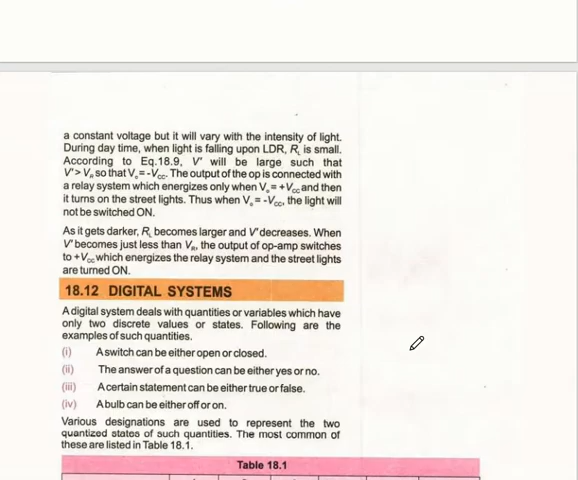 a constant voltage but it will vary with the intensity of light.
During day time, when light is falling upon LDR, R_L is small.
According to Eq.18.9, V' will be large such that
V'> V_R so that V_o = -V_CC. The output of the op is connected with
a relay system which energizes only when V_o = +V_CC and then
it turns on the street lights. Thus when V_o = -V_CC, the light will
not be switched ON.
As it gets darker, R_L becomes larger and V' decreases. When
V' becomes just less than V_R, the output of op-amp switches
to +V_CC which energizes the relay system and the street lights
are turned ON.
18.12 DIGITAL SYSTEMS
A digital system deals with quantities or variables which have
only two discrete values or states. Following are the
examples of such quantities.
(i) A switch can be either open or closed.
(ii) The answer of a question can be either yes or no.
(iii) A certain statement can be either true or false.
(iv) A bulb can be either off or on.
Various designations are used to represent the two
quantized states of such quantities. The most common of
these are listed in Table 18.1.
Table 18.1